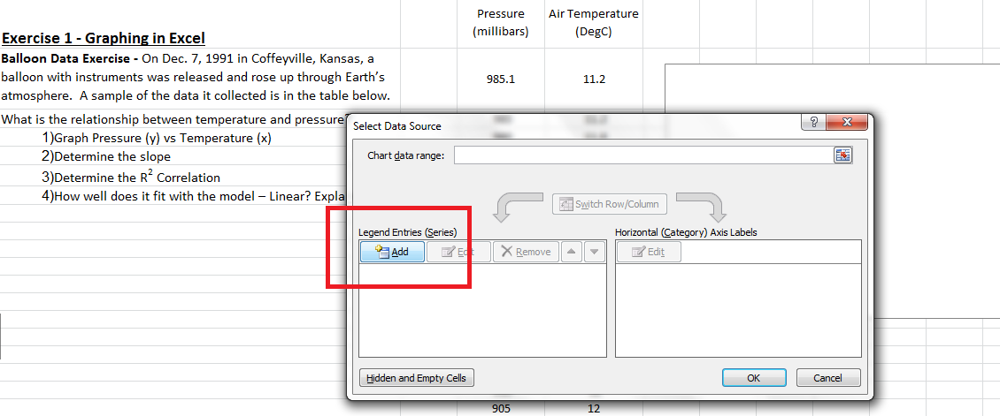 Pressure
(millibars)
Air Temperature
(DegC)
Exercise 1 - Graphing in Excel
Balloon Data Exercise - On Dec. 7, 1991 in Coffeyville, Kansas, a
balloon with instruments was released and rose up through Earth's
atmosphere. A sample of the data it collected is in the table below.
985.1
11.2
What is the relationship between temperature and pressure?
1)Graph Pressure (y) vs Temperature (x)
2)Determine the slope
3)Determine the R² Correlation
4)How well does it fit with the model – Linear? Expla
Select Data Source
Chart data range:
Switch Row/Column
Legend Entries (Series)
Add
Edit
Remove
Horizontal (Category) Axis Labels
Edit
Hidden and Empty Cells
OK
Cancel
905
12